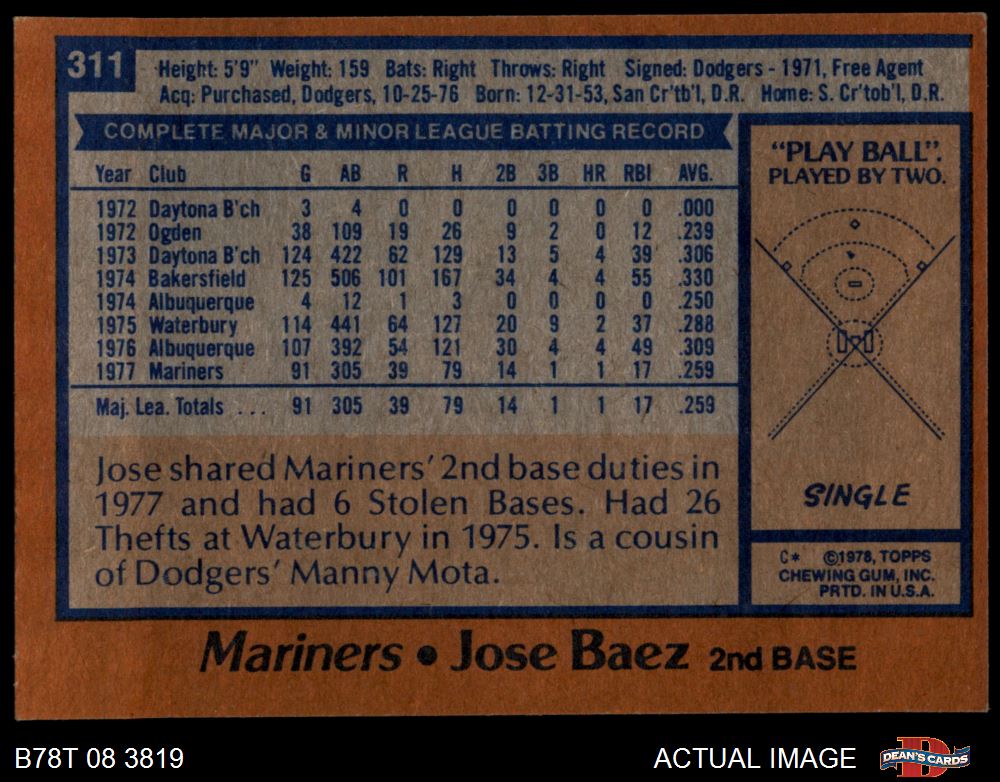 311
Height: 5'9" Weight: 159 Bats: Right Throws: Right Signed: Dodgers - 1971, Free Agent
Acq: Purchased, Dodgers, 10-25-76 Born: 12-31-53, San Cr'tb'l, D.R. Home: S. Cr'tob'l, D.R.
COMPLETE MAJOR & MINOR LEAGUE BATTING RECORD
Year Club G AB R H 2B 3B HR RBI AVG.
1972 Daytona B'ch 3 4 0 0 0 0 0 0 .000
1972 Ogden 38 109 19 26 9 2 0 12 .239
1973 Daytona B'ch 124 422 62 129 13 5 4 39 .306
1974 Bakersfield 125 506 101 167 34 4 4 55 .330
1974 Albuquerque 4 12 1 3 0 0 0 0 .250
1975 Waterbury 114 441 64 127 20 9 2 37 .288
1976 Albuquerque 107 392 54 121 30 4 4 49 .309
1977 Mariners 91 305 39 79 14 1 1 17 .259
Maj. Lea. Totals ... 91 305 39 79 14 1 1 17 .259
Jose shared Mariners' 2nd base duties in
1977 and had 6 Stolen Bases. Had 26
Thefts at Waterbury in 1975. Is a cousin
of Dodgers' Manny Mota.
"PLAY BALL".
PLAYED BY TWO.
SINGLE
C* ©1978, TOPPS
CHEWING GUM, INC.
PRTD. IN U.S.A.
Mariners • Jose Baez 2nd BASE
B78T 08 3819
ACTUAL IMAGE
D
DEAN'S CARDS